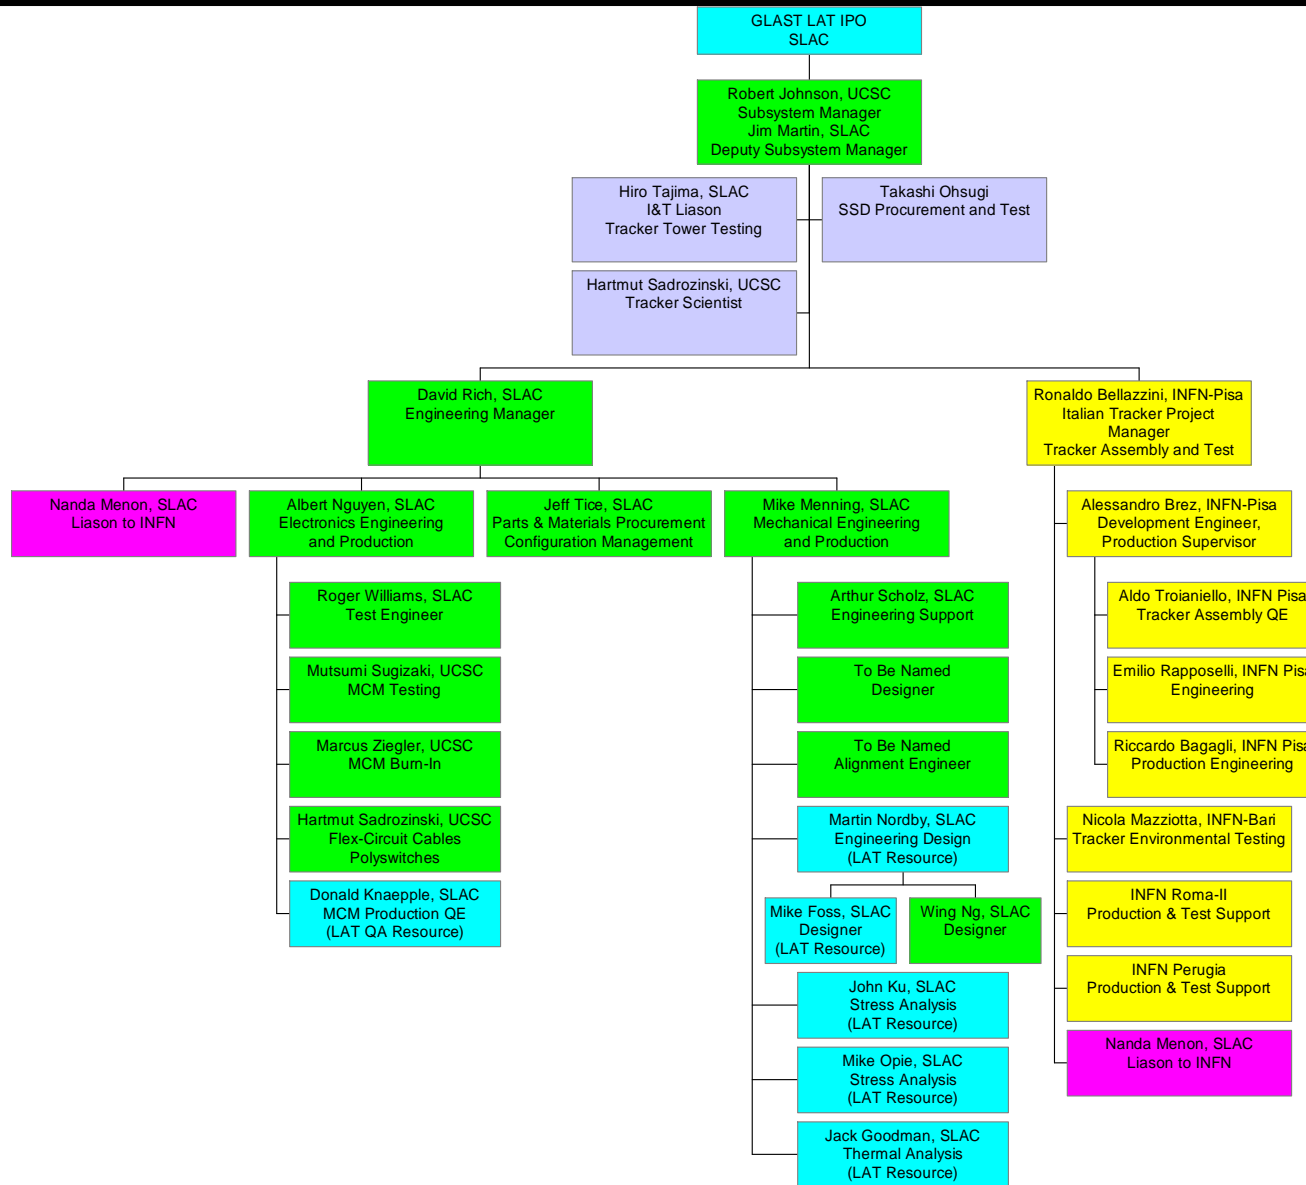 GLAST LAT IPO
SLAC
Robert Johnson, UCSC
Subsystem Manager
Jim Martin, SLAC
Deputy Subsystem Manager
Hiro Tajima, SLAC
I&T Liason
Tracker Tower Testing
Takashi Ohsugi
SSD Procurement and Test
Hartmut Sadrozinski, UCSC
Tracker Scientist
David Rich, SLAC
Engineering Manager
Ronaldo Bellazzini, INFN-Pisa
Italian Tracker Project
Manager
Tracker Assembly and Test
Nanda Menon, SLAC
Liason to INFN
Albert Nguyen, SLAC
Electronics Engineering
and Production
Jeff Tice, SLAC
Parts & Materials Procurement
Configuration Management
Mike Menning, SLAC
Mechanical Engineering
and Production
Roger Williams, SLAC
Test Engineer
Mutsumi Sugizaki, UCSC
MCM Testing
Marcus Ziegler, UCSC
MCM Burn-In
Hartmut Sadrozinski, UCSC
Flex-Circuit Cables
Polyswitches
Donald Knaepple, SLAC
MCM Production QE
(LAT QA Resource)
Arthur Scholz, SLAC
Engineering Support
To Be Named
Designer
To Be Named
Alignment Engineer
Martin Nordby, SLAC
Engineering Design
(LAT Resource)
Mike Foss, SLAC
Designer
(LAT Resource)
Wing Ng, SLAC
Designer
John Ku, SLAC
Stress Analysis
(LAT Resource)
Mike Opie, SLAC
Stress Analysis
(LAT Resource)
Jack Goodman, SLAC
Thermal Analysis
(LAT Resource)
Alessandro Brez, INFN-Pisa
Development Engineer,
Production Supervisor
Aldo Troianiello, INFN Pisa
Tracker Assembly QE
Emilio Rapposelli, INFN Pisa
Engineering
Riccardo Bagagli, INFN Pisa
Production Engineering
Nicola Mazziotta, INFN-Bari
Tracker Environmental Testing
INFN Roma-II
Production & Test Support
INFN Perugia
Production & Test Support
Nanda Menon, SLAC
Liason to INFN